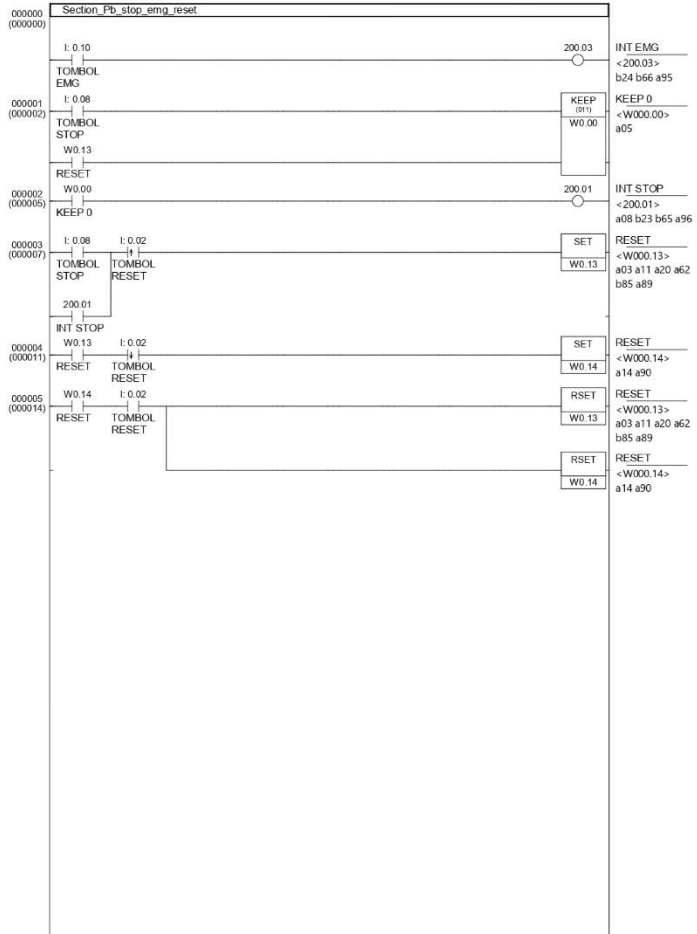 000000
(000000)
Section_Pb_stop_emg_reset
I: 0.10
TOMBOL
EMG
200.03
INT EMG
<200.03>
b24 b66 a95
000001
(000002)
I: 0.08
TOMBOL
STOP
W0.13
RESET
KEEP
(011)
W0.00
KEEP 0
<W000.00>
a05
000002
(000005)
W0.00
KEEP 0
200.01
INT STOP
<200.01>
a08 b23 b65 a96
000003
(000007)
I: 0.08
TOMBOL
STOP
I: 0.02
TOMBOL
RESET
200.01
INT STOP
SET
W0.13
RESET
<W000.13>
a03 a11 a20 a62
b85 a89
000004
(000011)
W0.13
RESET
I: 0.02
TOMBOL
RESET
SET
W0.14
RESET
<W000.14>
a14 a90
000005
(000014)
W0.14
RESET
I: 0.02
TOMBOL
RESET
RSET
W0.13
RESET
<W000.13>
a03 a11 a20 a62
b85 a89
RSET
W0.14
RESET
<W000.14>
a14 a90